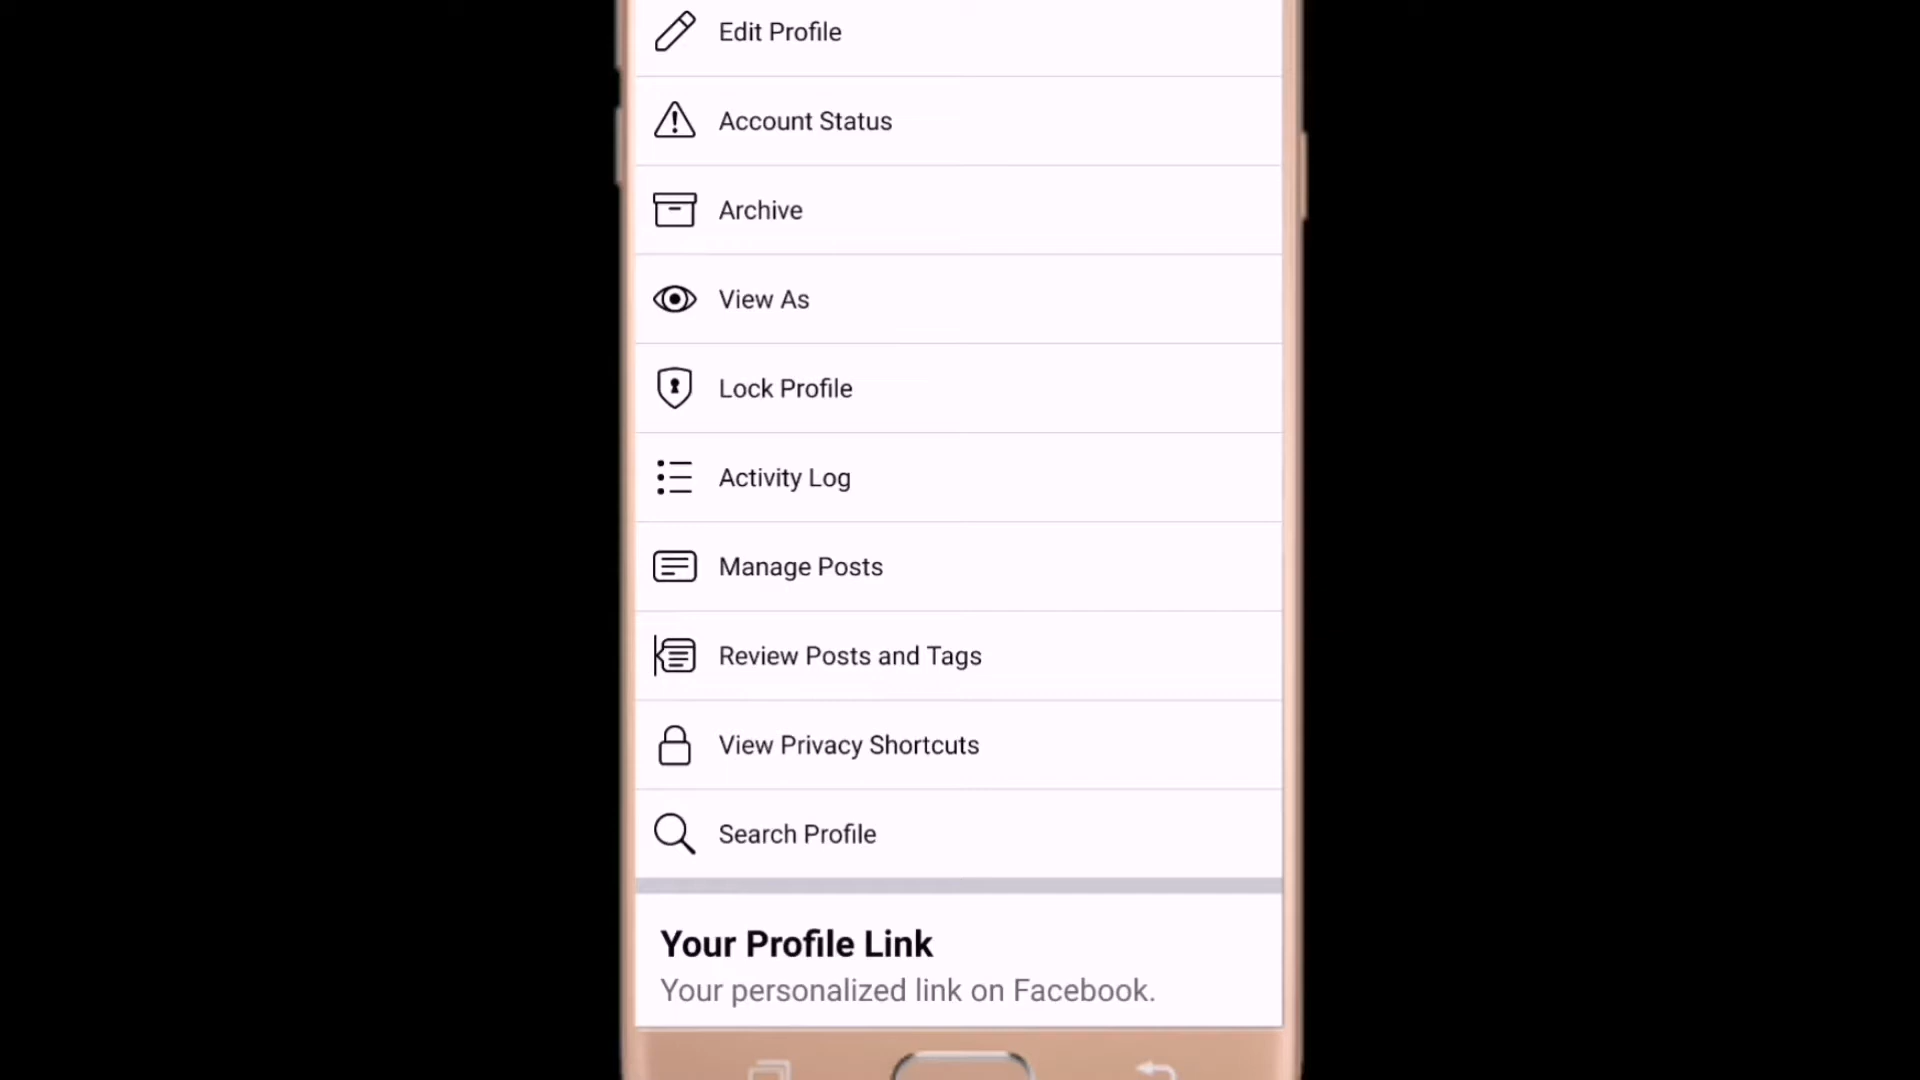 Edit Profile
Account Status
Archive
View As
Lock Profile
Activity Log
Manage Posts
Review Posts and Tags
View Privacy Shortcuts
Search Profile
Your Profile Link
Your personalized link on Facebook.